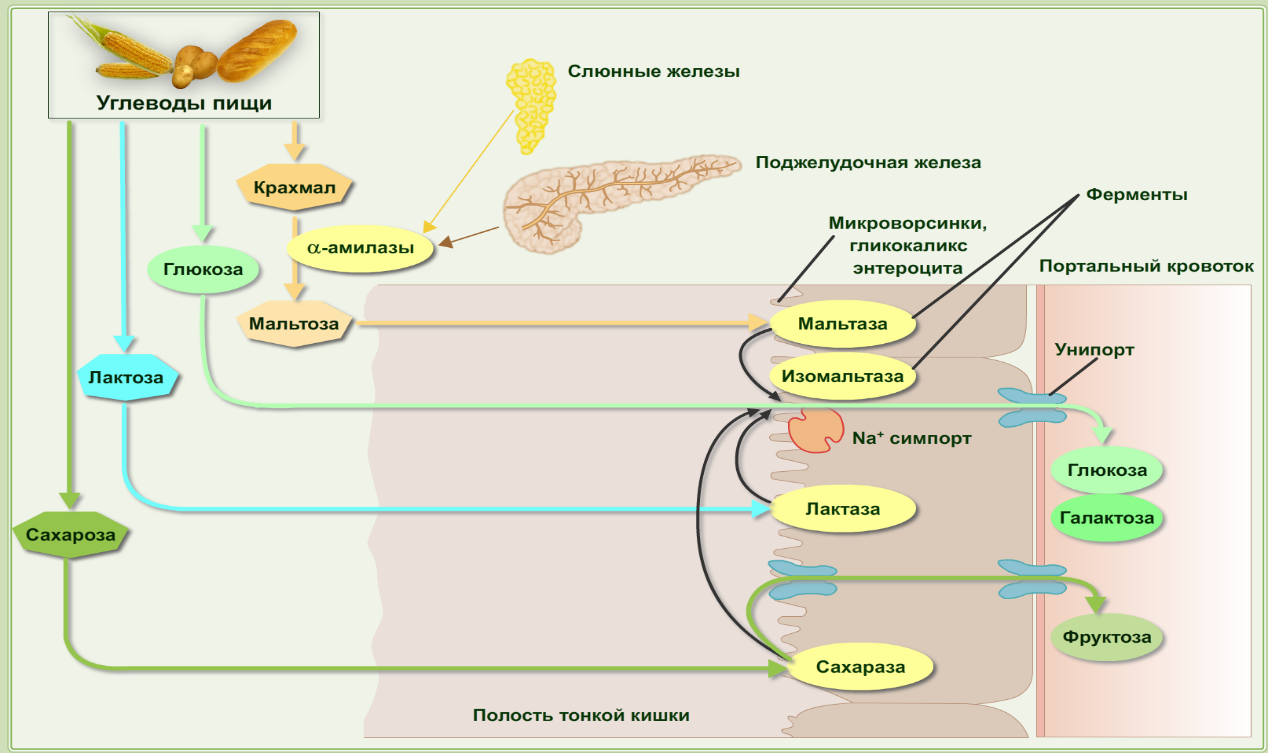 Углеводы пищи
Слюнные железы
Поджелудочная железа
Крахмал
Ферменты
Микроворсинки,
гликокаликс
энтероцита
α-амилазы
Глюкоза
Портальный кровоток
Мальтоза
Мальтаза
Унипорт
Лактоза
Изомальтаза
Na⁺ симпорт
Глюкоза
Лактаза
Галактоза
Сахароза
Фруктоза
Сахараза
Полость тонкой кишки